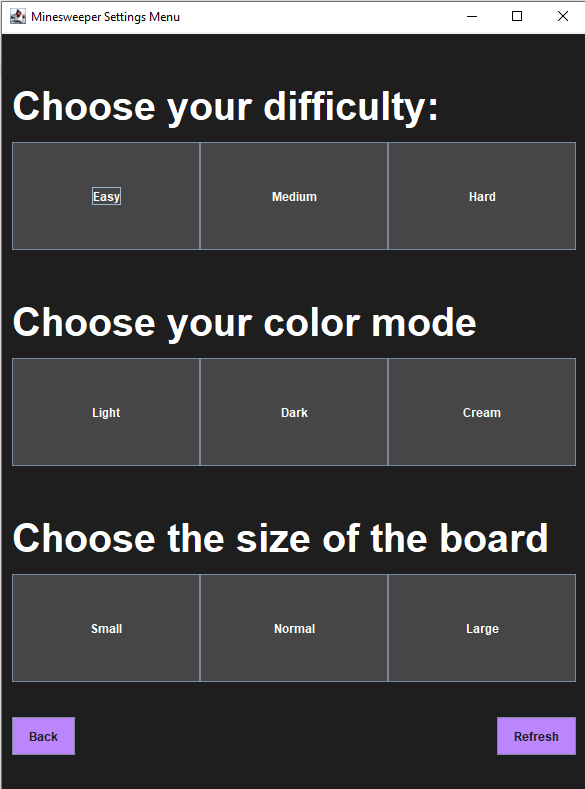 Minesweeper Settings Menu
Choose your difficulty:
Easy Medium Hard
Choose your color mode
Light Dark Cream
Choose the size of the board
Small Normal Large
Back Refresh